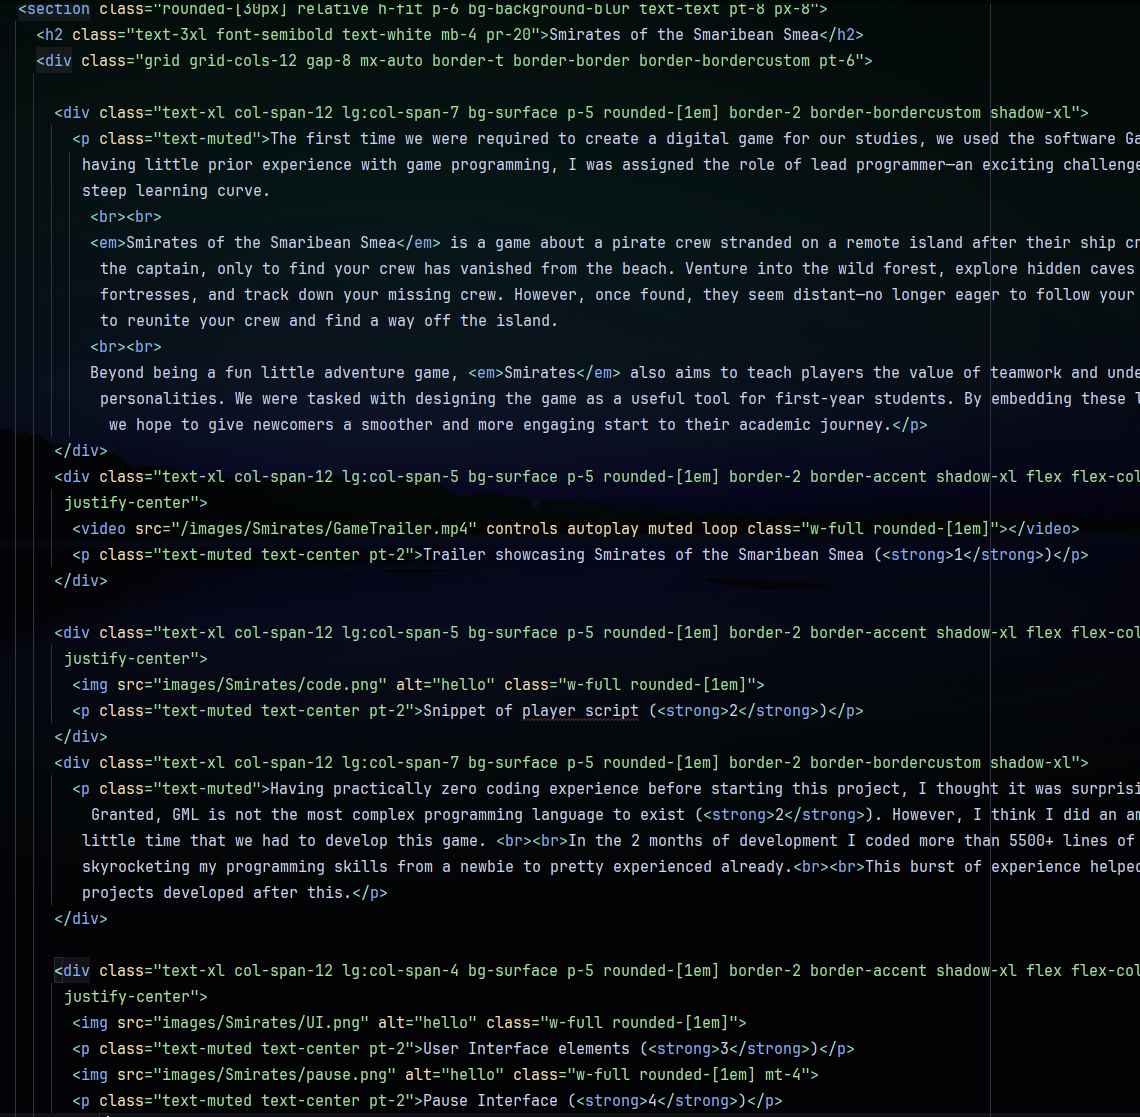 <section class="rounded-[30px] relative h-fit p-6 bg-background-blur text-text pt-8 px-8">
<h2 class="text-3xl font-semibold text-white mb-4 pr-20">Smirates of the Smaribean Smea</h2>
<div class="grid grid-cols-12 gap-8 mx-auto border-t border-border border-bordercustom pt-6">
<div class="text-xl col-span-12 lg:col-span-7 bg-surface p-5 rounded-[1em] border-2 border-bordercustom shadow-xl">
<p class="text-muted">The first time we were required to create a digital game for our studies, we used the software Ga
having little prior experience with game programming, I was assigned the role of lead programmer—an exciting challenge
steep learning curve.
<br><br>
<em>Smirates of the Smaribean Smea</em> is a game about a pirate crew stranded on a remote island after their ship cr
the captain, only to find your crew has vanished from the beach. Venture into the wild forest, explore hidden caves
fortresses, and track down your missing crew. However, once found, they seem distant—no longer eager to follow your
to reunite your crew and find a way off the island.
<br><br>
Beyond being a fun little adventure game, <em>Smirates</em> also aims to teach players the value of teamwork and unde
personalities. We were tasked with designing the game as a useful tool for first-year students. By embedding these l
we hope to give newcomers a smoother and more engaging start to their academic journey.</p>
</div>
<div class="text-xl col-span-12 lg:col-span-5 bg-surface p-5 rounded-[1em] border-2 border-accent shadow-xl flex flex-col
justify-center">
<video src="/images/Smirates/GameTrailer.mp4" controls autoplay muted loop class="w-full rounded-[1em]"></video>
<p class="text-muted text-center pt-2">Trailer showcasing Smirates of the Smaribean Smea (<strong>1</strong>)</p>
</div>
<div class="text-xl col-span-12 lg:col-span-5 bg-surface p-5 rounded-[1em] border-2 border-accent shadow-xl flex flex-col
justify-center">
<img src="images/Smirates/code.png" alt="hello" class="w-full rounded-[1em]">
<p class="text-muted text-center pt-2">Snippet of player script (<strong>2</strong>)</p>
</div>
<div class="text-xl col-span-12 lg:col-span-7 bg-surface p-5 rounded-[1em] border-2 border-bordercustom shadow-xl">
<p class="text-muted">Having practically zero coding experience before starting this project, I thought it was surprisi
Granted, GML is not the most complex programming language to exist (<strong>2</strong>). However, I think I did an am
little time that we had to develop this game. <br><br>In the 2 months of development I coded more than 5500+ lines of
skyrocketing my programming skills from a newbie to pretty experienced already.<br><br>This burst of experience helped
projects developed after this.</p>
</div>
<div class="text-xl col-span-12 lg:col-span-4 bg-surface p-5 rounded-[1em] border-2 border-accent shadow-xl flex flex-col
justify-center">
<img src="images/Smirates/UI.png" alt="hello" class="w-full rounded-[1em]">
<p class="text-muted text-center pt-2">User Interface elements (<strong>3</strong>)</p>
<img src="images/Smirates/pause.png" alt="hello" class="w-full rounded-[1em] mt-4">
<p class="text-muted text-center pt-2">Pause Interface (<strong>4</strong>)</p>